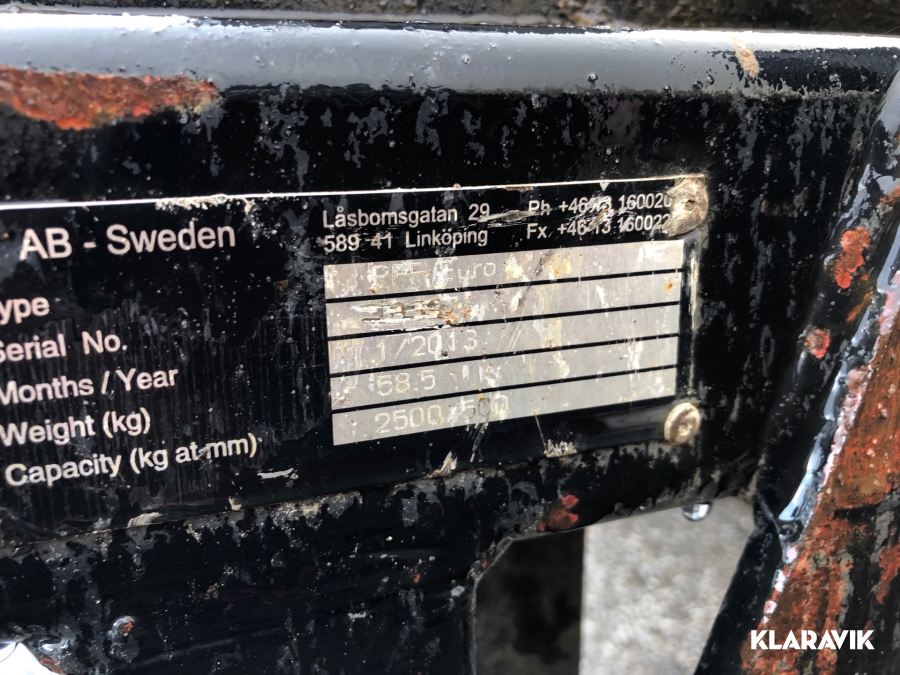 AB - Sweden
Låsbomsgatan 29
589 41 Linköping
Ph +46 13 160020
Fx +46 13 160022
ype
Euro
Serial No.
Months / Year
1/2013
Weight (kg)
58.5
Capacity (kg at mm)
2500/500
KLARAVIK